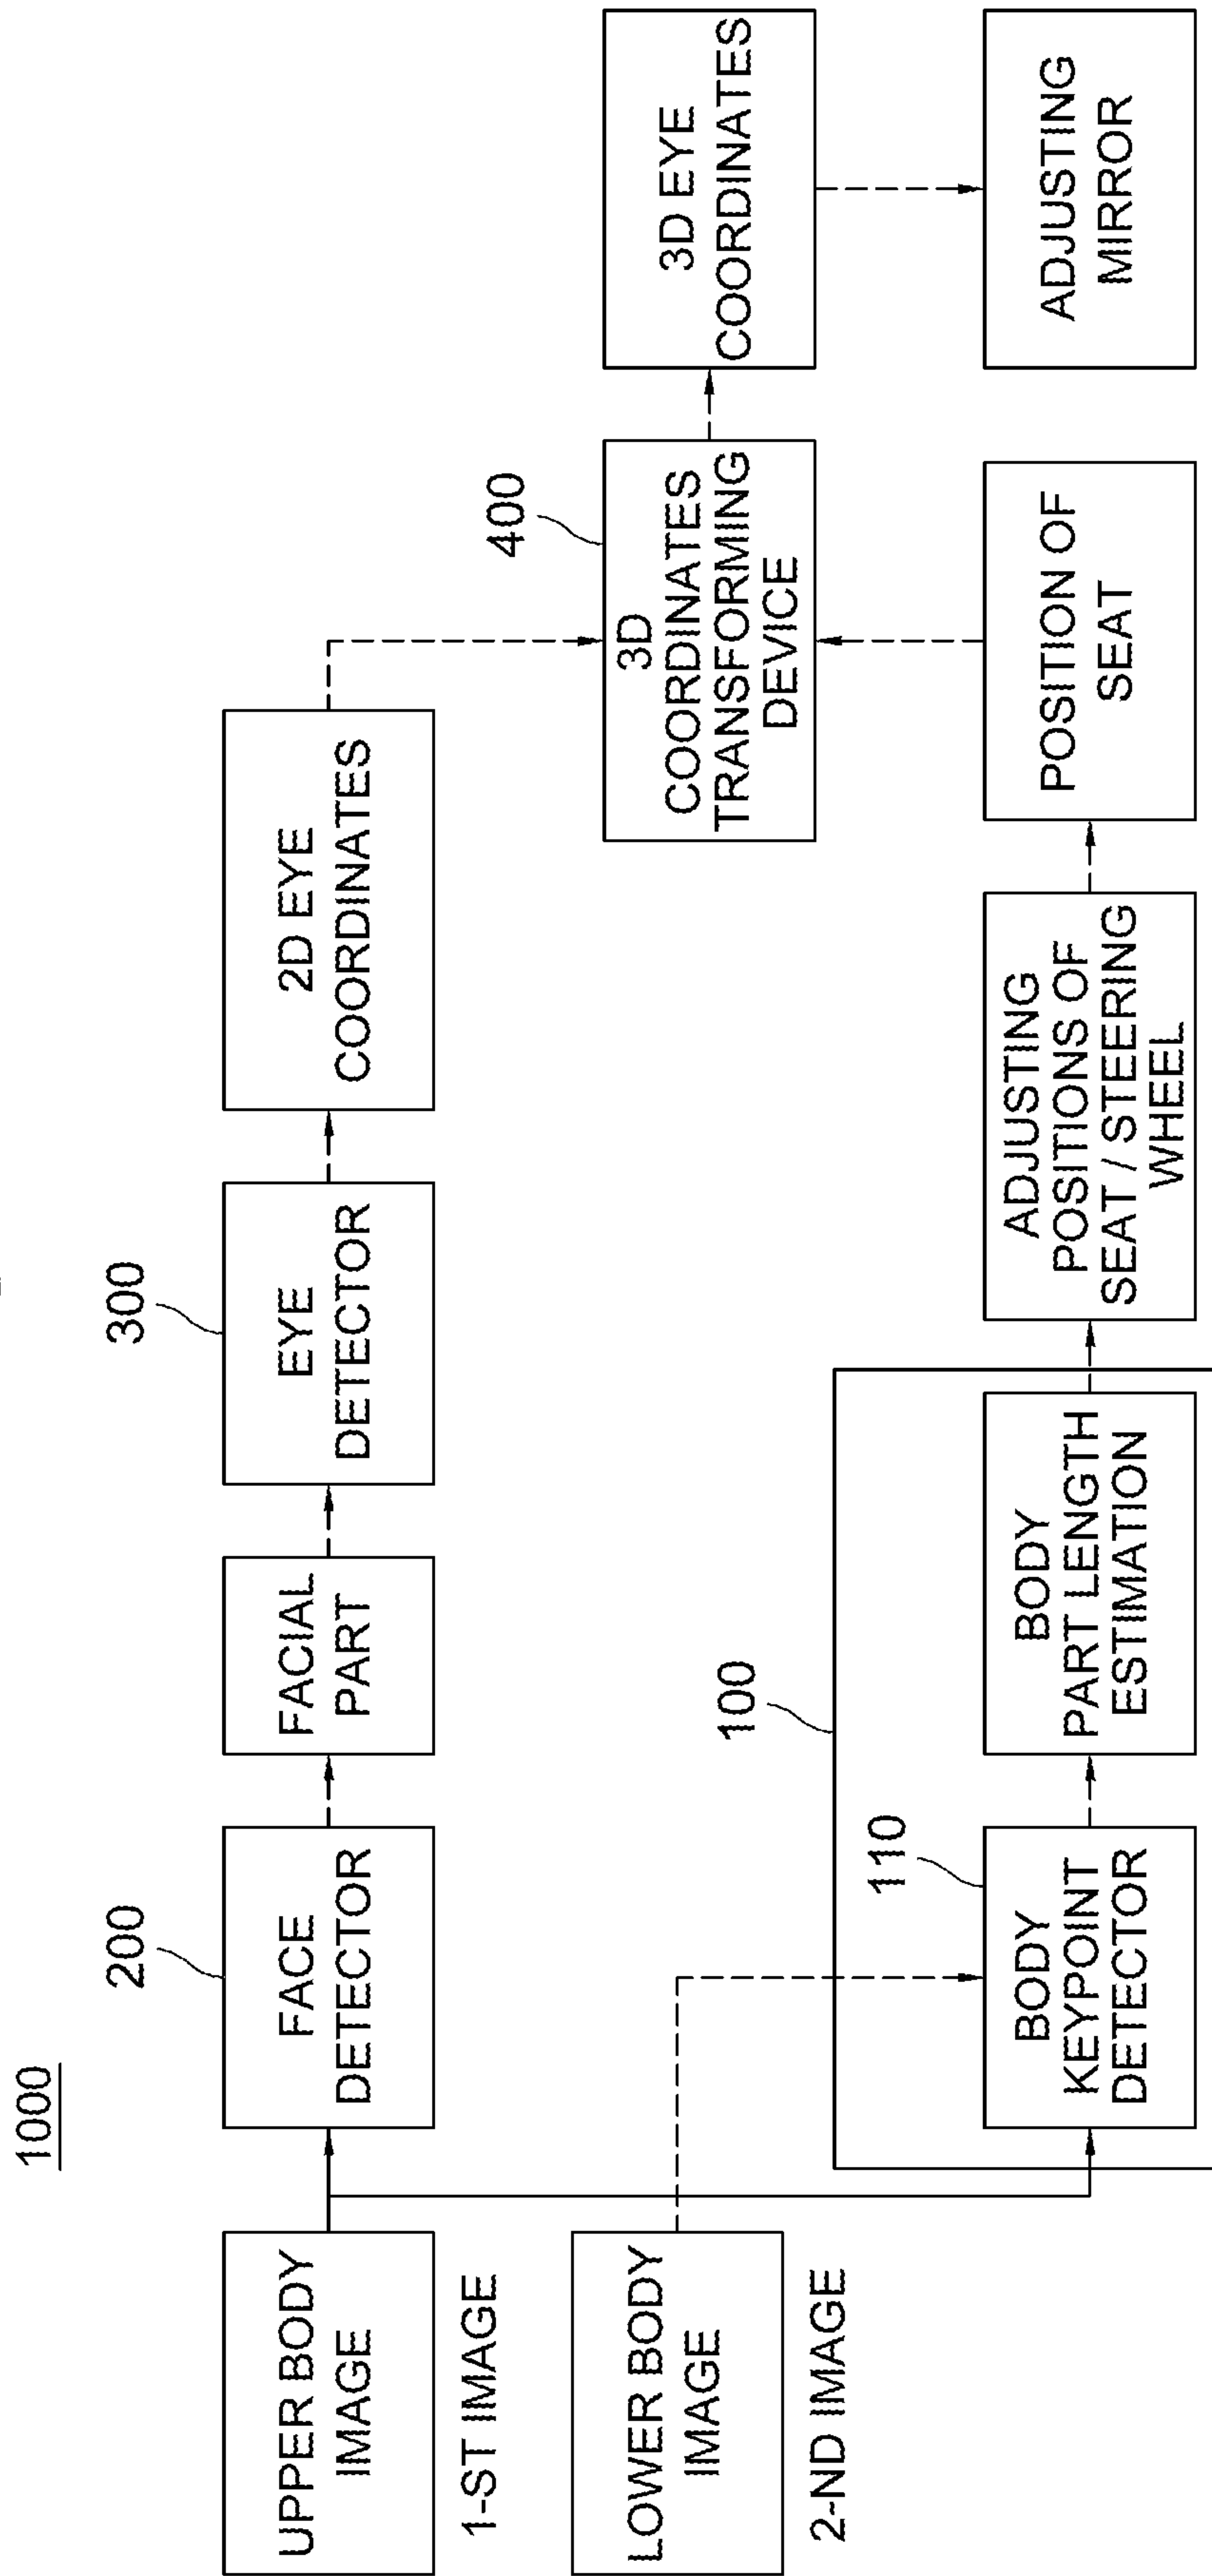 1000
UPPER BODY
IMAGE
1-ST IMAGE
LOWER BODY
IMAGE
2-ND IMAGE
200
FACE
DETECTOR
FACIAL
PART
300
EYE
DETECTOR
2D EYE
COORDINATES
100
110
BODY
KEYPOINT
DETECTOR
BODY
PART LENGTH
ESTIMATION
ADJUSTING
POSITIONS OF
SEAT / STEERING
WHEEL
POSITION OF
SEAT
400
3D
COORDINATES
TRANSFORMING
DEVICE
3D EYE
COORDINATES
ADJUSTING
MIRROR